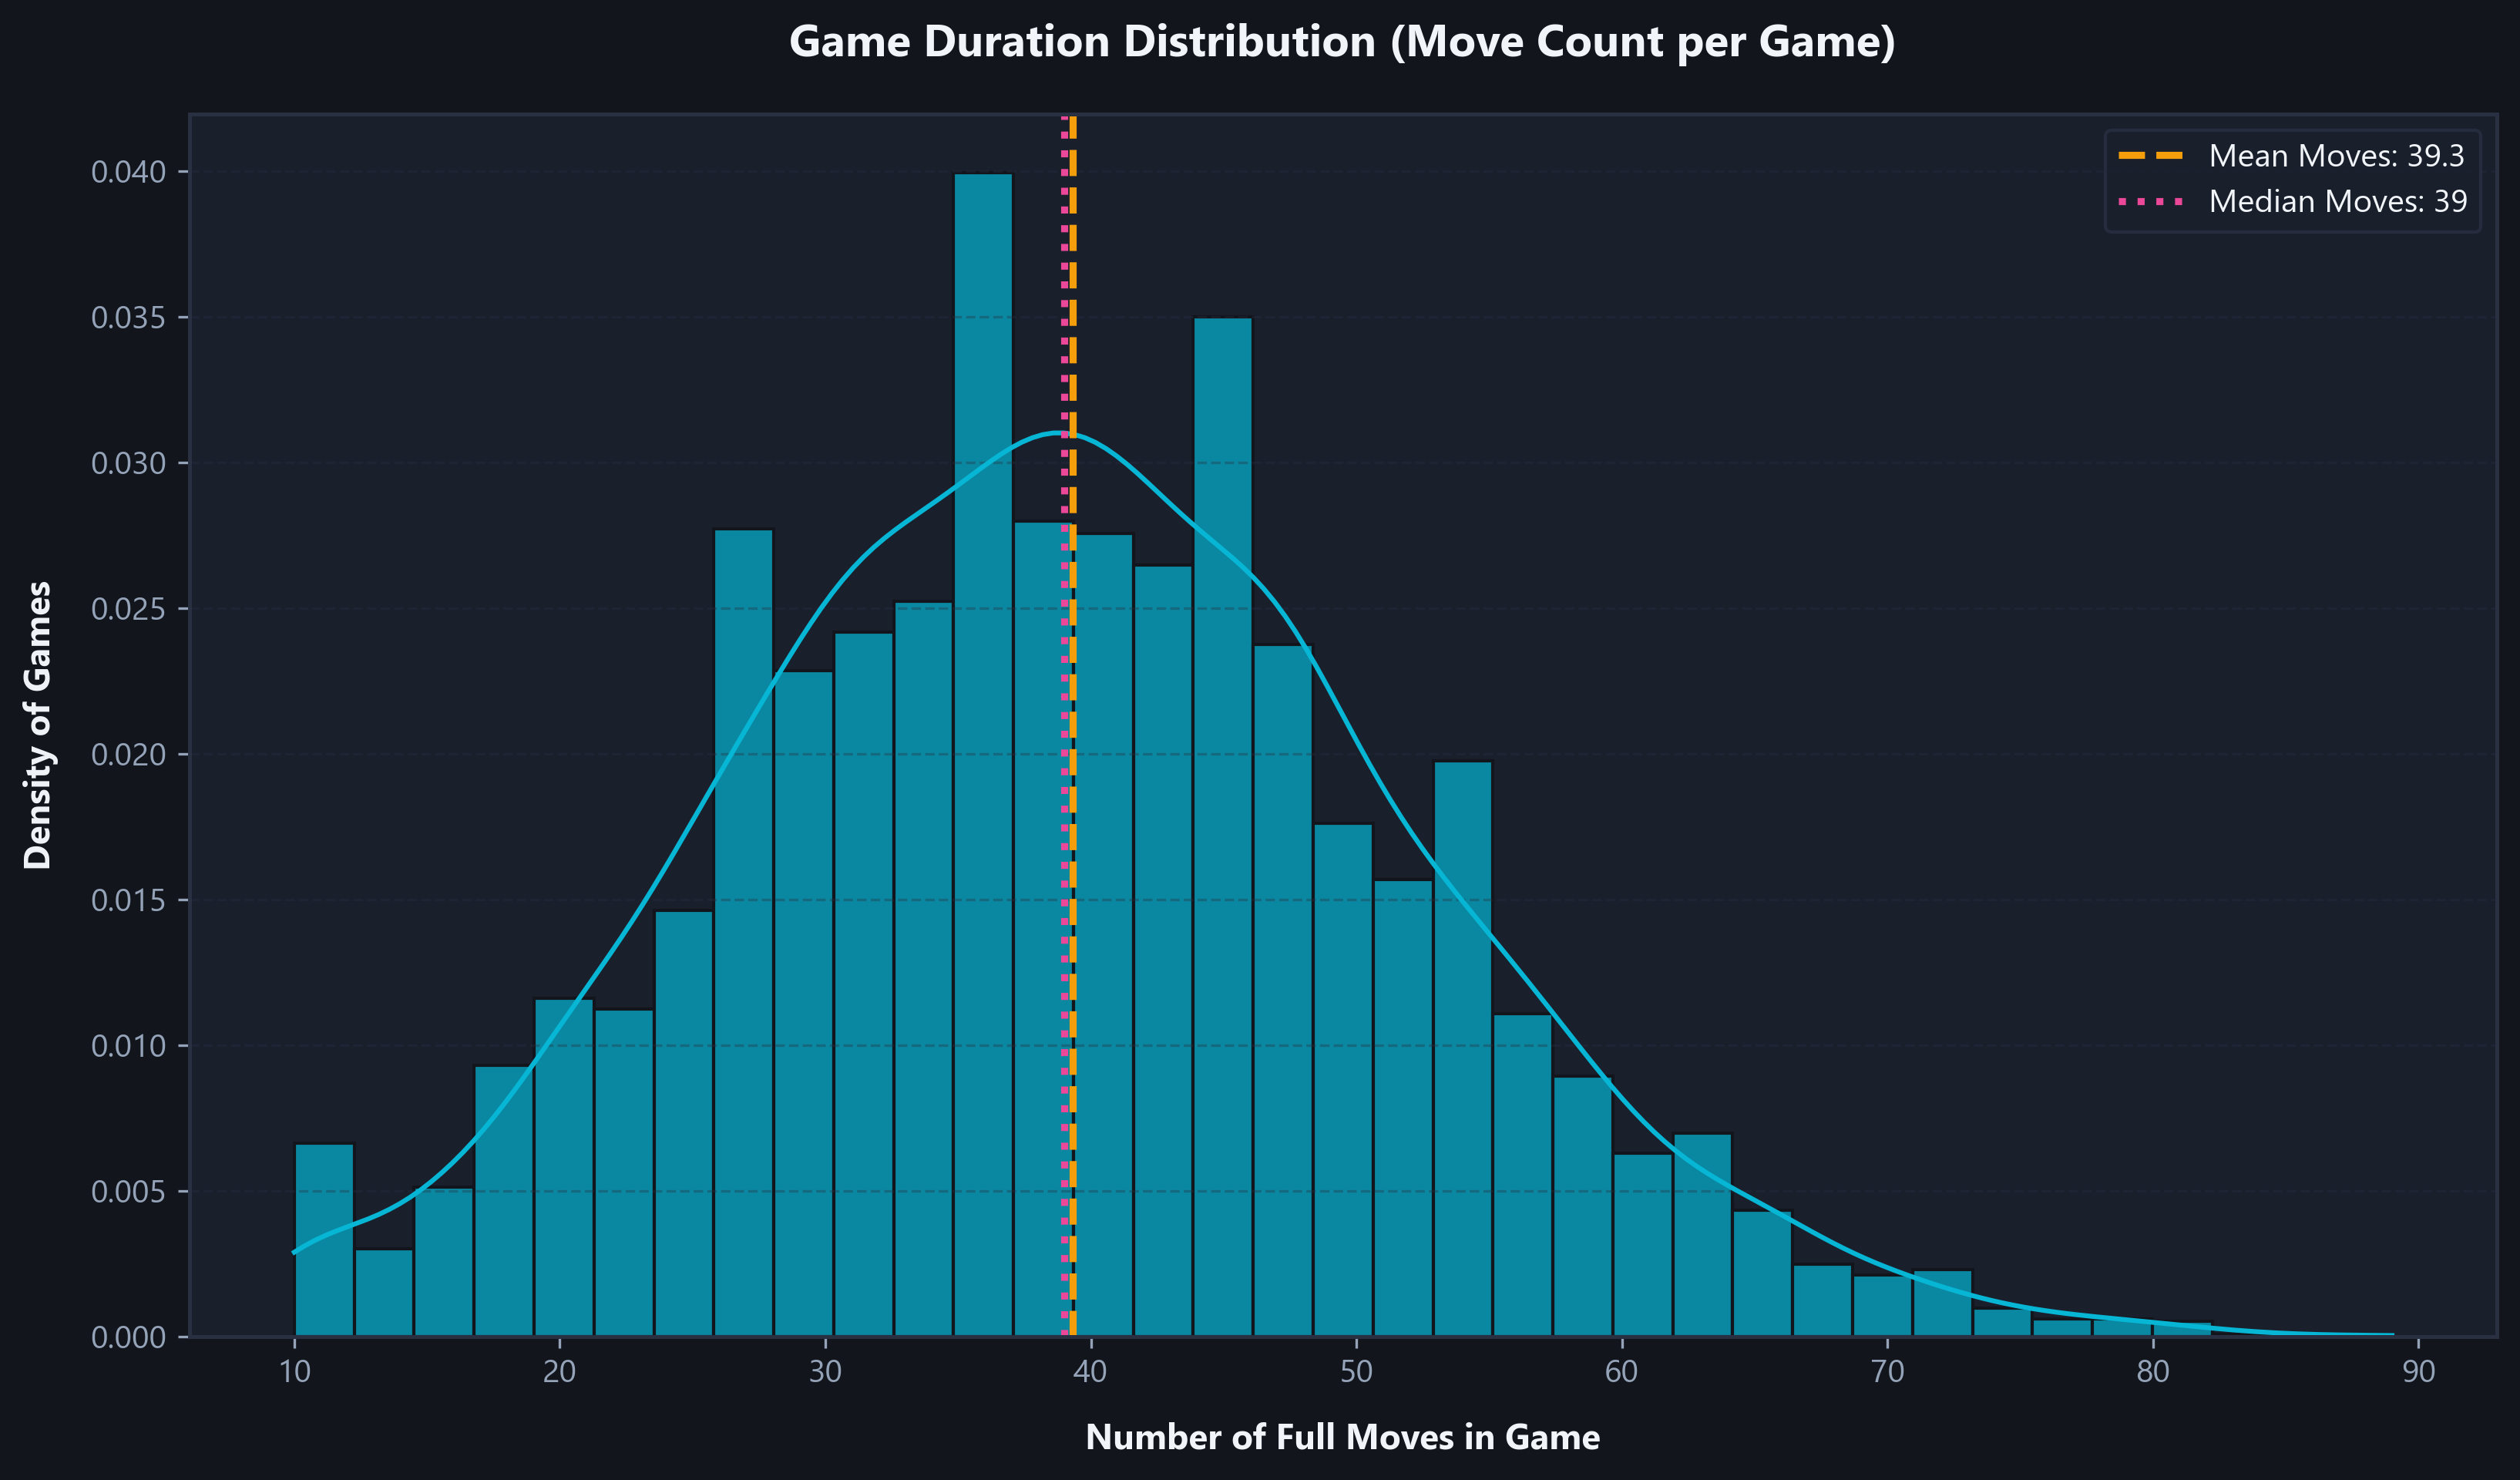 Game Duration Distribution (Move Count per Game)
Mean Moves: 39.3
Median Moves: 39
Density of Games
0.040
0.035
0.030
0.025
0.020
0.015
0.010
0.005
0.000
10 20 30 40 50 60 70 80 90
Number of Full Moves in Game